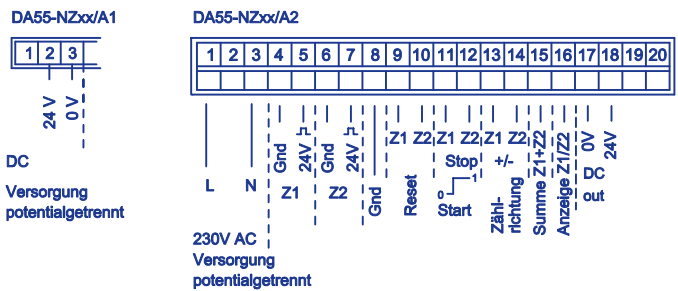 DA55-NZxx/A1
1 2 3
24 V 0 V
DC
Versorgung
potentialgetrennt
DA55-NZxx/A2
1 2 3 4 5 6 7 8 9 10 11 12 13 14 15 16 17 18 19 20
L N
230V AC
Versorgung
potentialgetrennt
Gnd 24V
Z1
Gnd 24V
Z2
Gnd
Z1 Z2
Reset
Z1 Z2
Stop
0 1
Start
Z1 Z2
+/-
Zähl-
richtung
Summe Z1+Z2
Anzeige Z1/Z2
0V 24V
DC
out